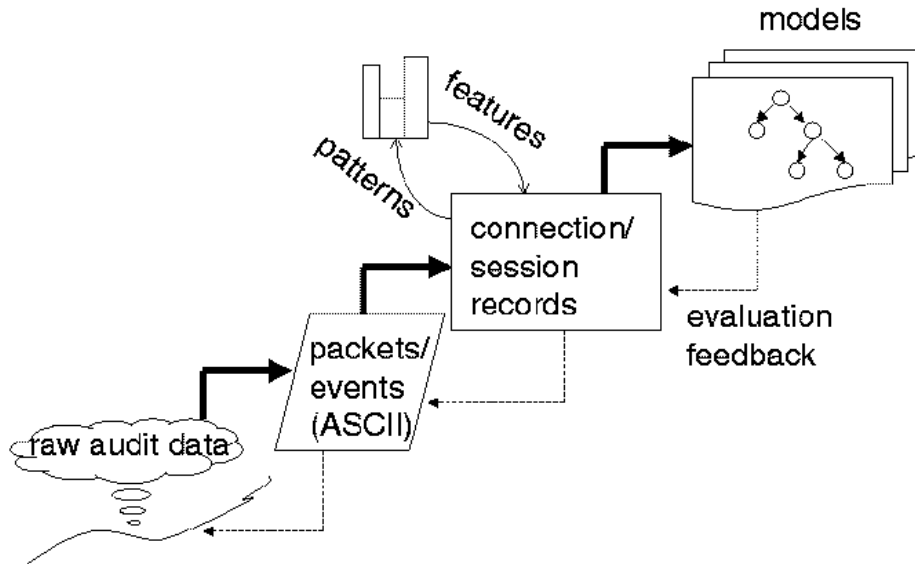 models
features
patterns
connection/
session
records
evaluation
feedback
packets/
events
(ASCII)
raw audit data